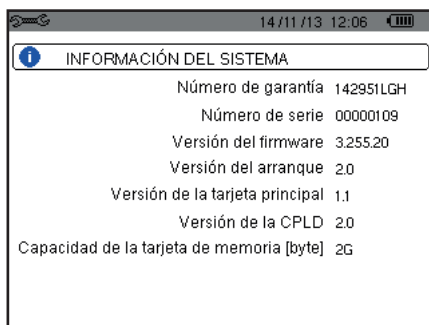 14/11/13 12:06
INFORMACIÓN DEL SISTEMA
Número de garantía 142951LGH
Número de serie 00000109
Versión del firmware 3.255.20
Versión del arranque 2.0
Versión de la tarjeta principal 1.1
Versión de la CPLD 2.0
Capacidad de la tarjeta de memoria [byte] 2G